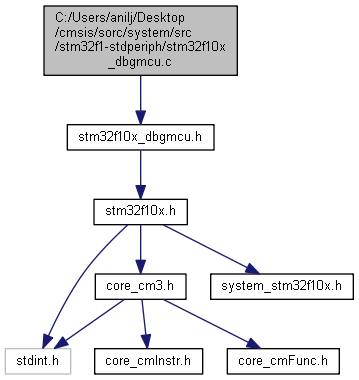 C:/Users/anilj/Desktop
/cmsis/sorc/system/src
/stm32f1-stdperiph/stm32f10x
_dbgmcu.c
stm32f10x_dbgmcu.h
stm32f10x.h
core_cm3.h
system_stm32f10x.h
stdint.h
core_cmInstr.h
core_cmFunc.h